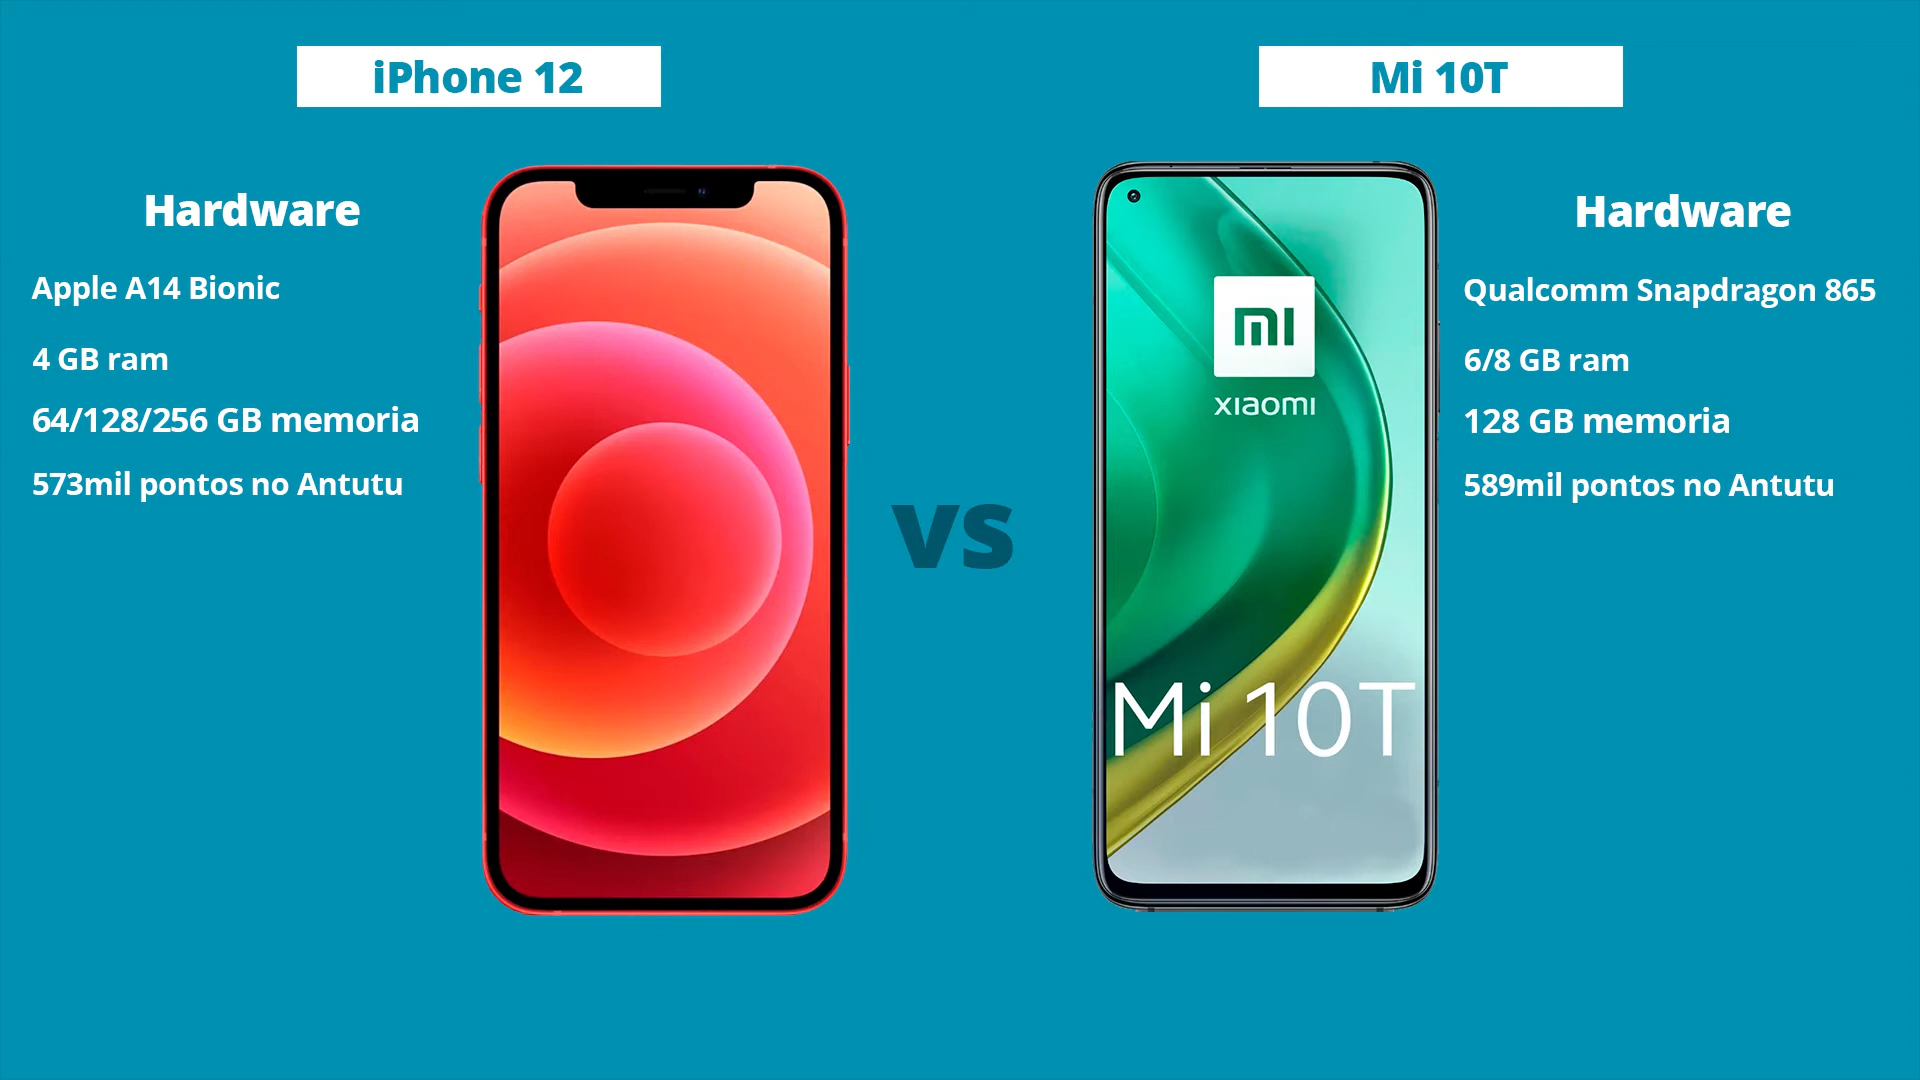 iPhone 12
Hardware
Apple A14 Bionic
4 GB ram
64/128/256 GB memoria
573mil pontos no Antutu
vs
Mi 10T
mi
xiaomi
Mi 10T
Hardware
Qualcomm Snapdragon 865
6/8 GB ram
128 GB memoria
589mil pontos no Antutu